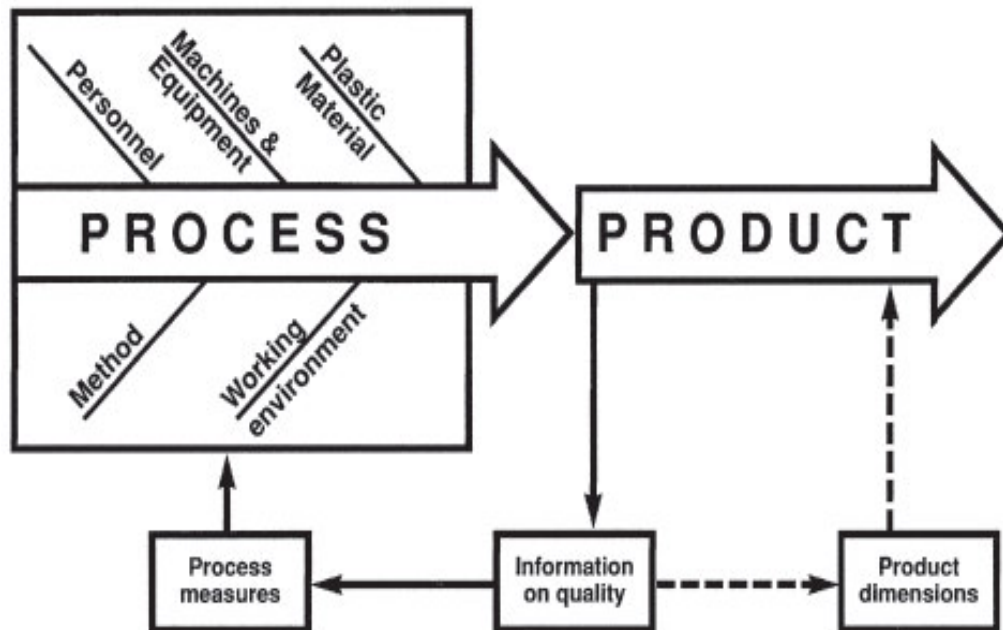 Personnel
Machines &
Equipment
Plastic
Material
PROCESS
PRODUCT
Method
Working
environment
Process
measures
Information
on quality
Product
dimensions